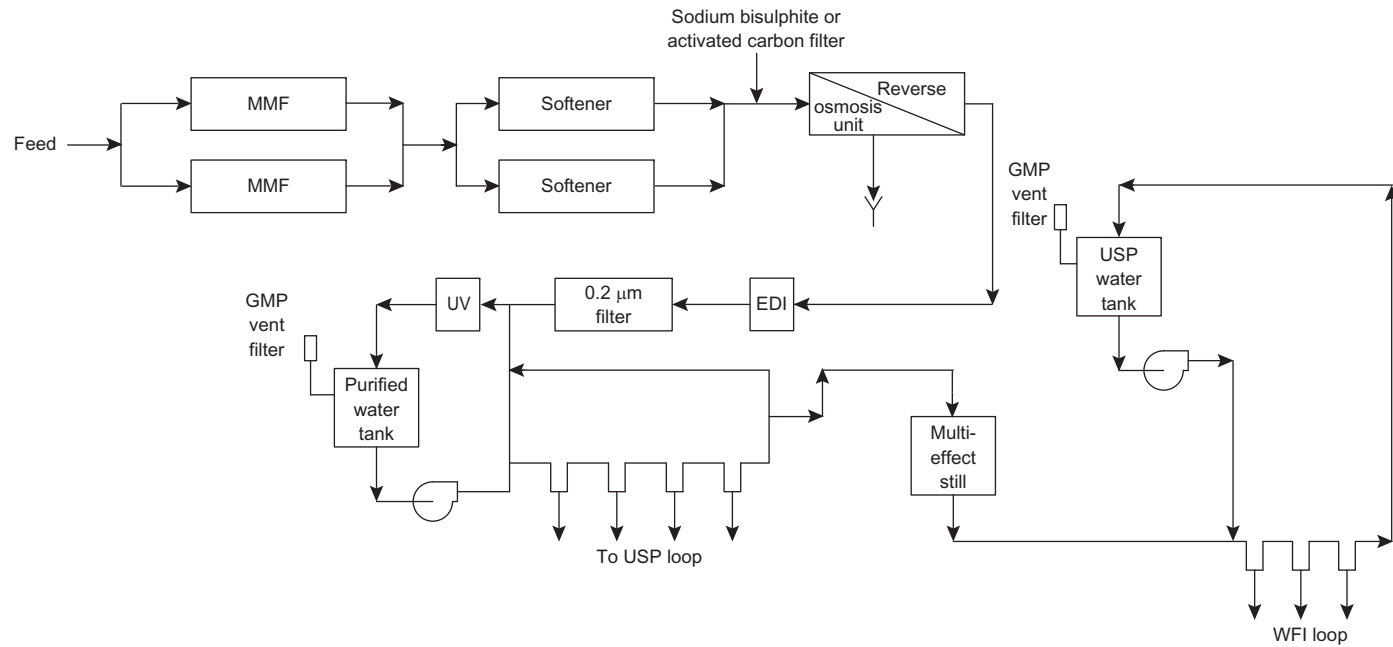 Sodium bisulphite or
activated carbon filter
MMF
Softener
Reverse
osmosis
unit
Feed
MMF
Softener
GMP
vent
filter
USP
water
tank
GMP
vent
filter
UV
0.2 μm
filter
EDI
Purified
water
tank
Multi-
effect
still
To USP loop
WFI loop